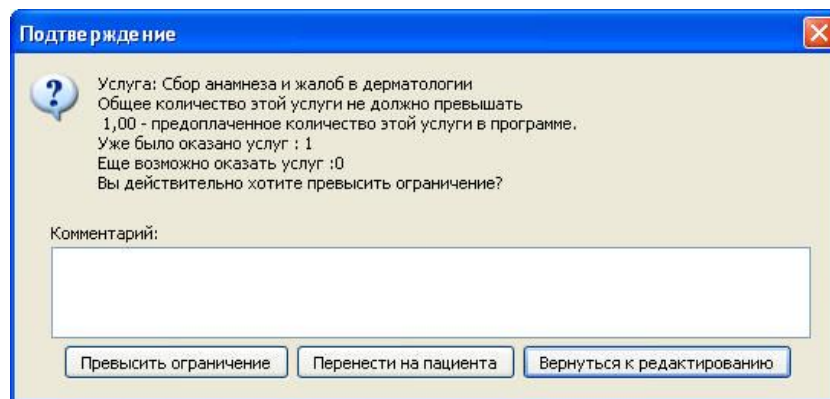 Подтверждение
Услуга: Сбор анамнеза и жалоб в дерматологии
Общее количество этой услуги не должно превышать
1,00 - предоплаченное количество этой услуги в программе.
Уже было оказано услуг : 1
Еще возможно оказать услуг :0
Вы действительно хотите превысить ограничение?
Комментарий:
Превысить ограничение Перенести на пациента Вернуться к редактированию